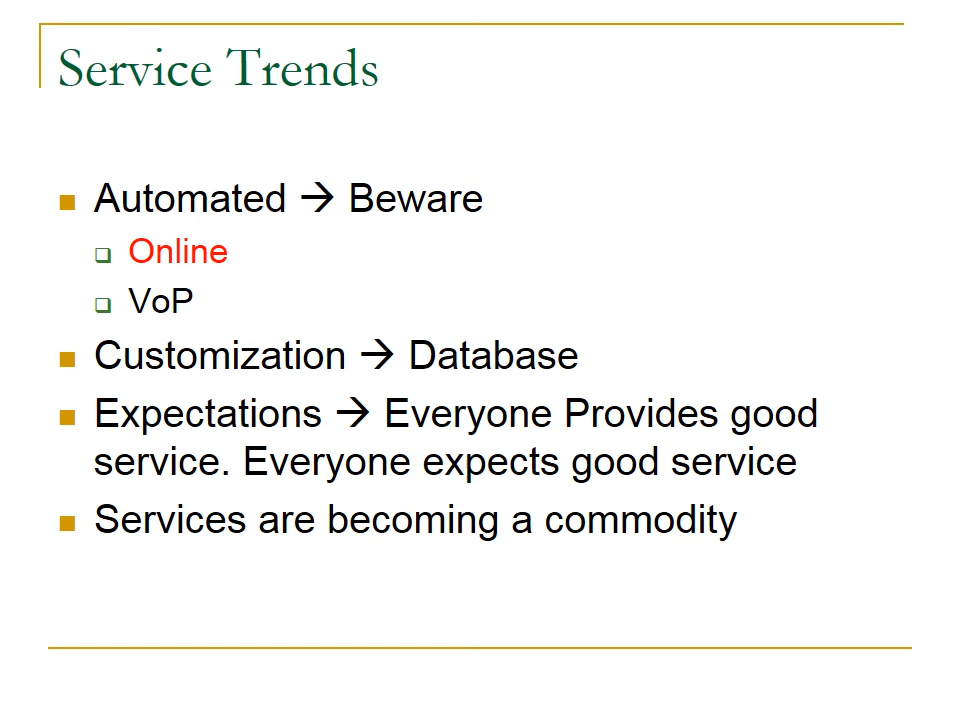 Service Trends
Automated → Beware
Online
VoP
Customization → Database
Expectations → Everyone Provides good
service. Everyone expects good service
Services are becoming a commodity